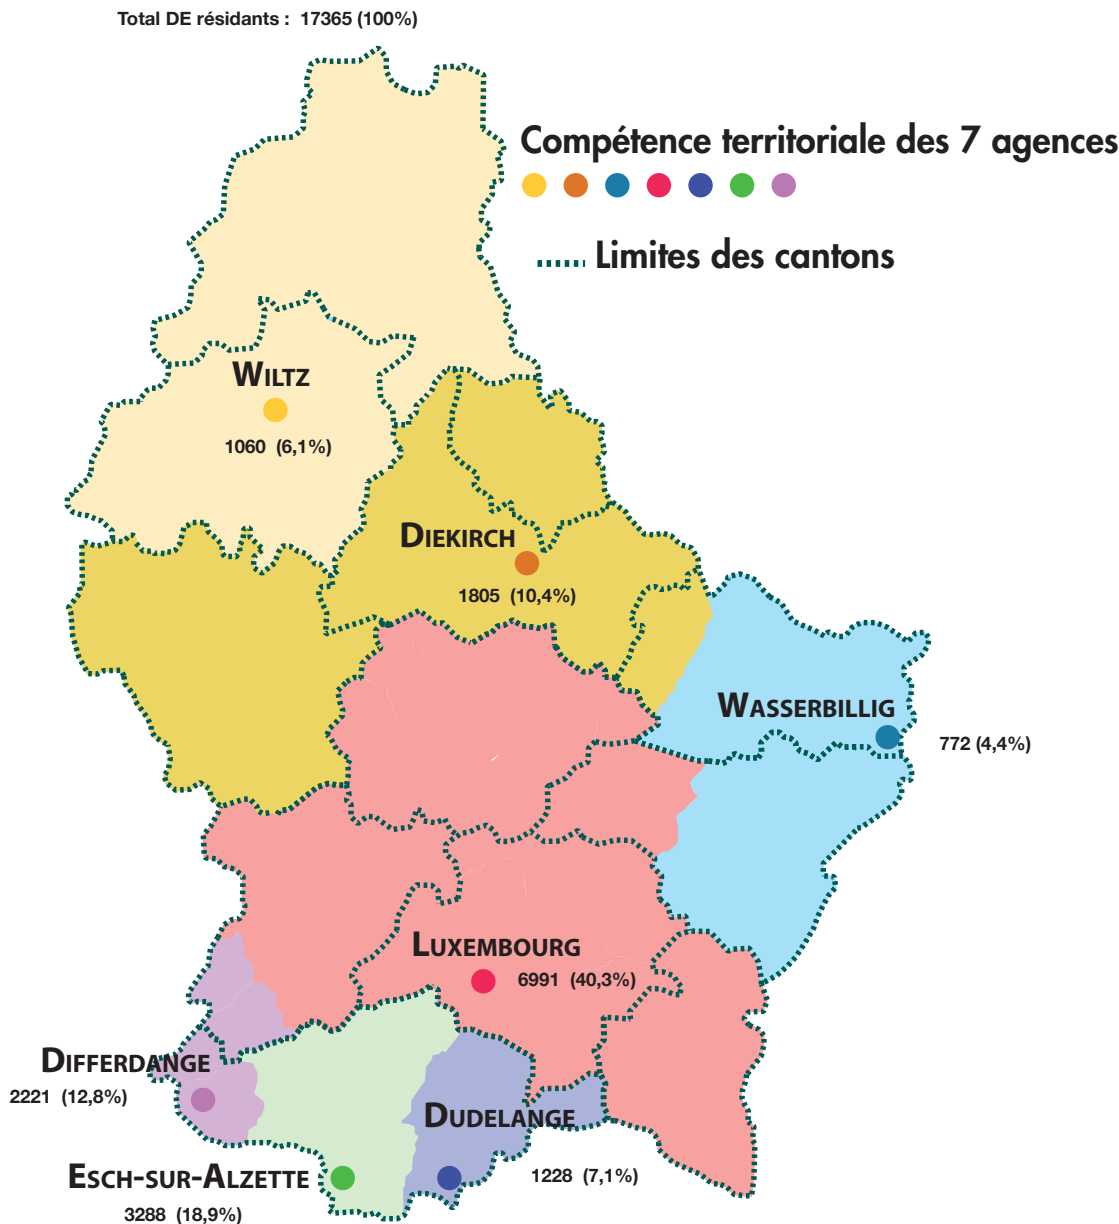 Total DE résidants : 17365 (100%)
Compétence territoriale des 7 agences
Limites des cantons
WILTZ
1060 (6,1%)
DIEKIRCH
1805 (10,4%)
WASSERBILLIG
772 (4,4%)
LUXEMBOURG
6991 (40,3%)
DIFFERDANGE
2221 (12,8%)
DUDELANGE
1228 (7,1%)
ESCH-SUR-ALZETTE
3288 (18,9%)